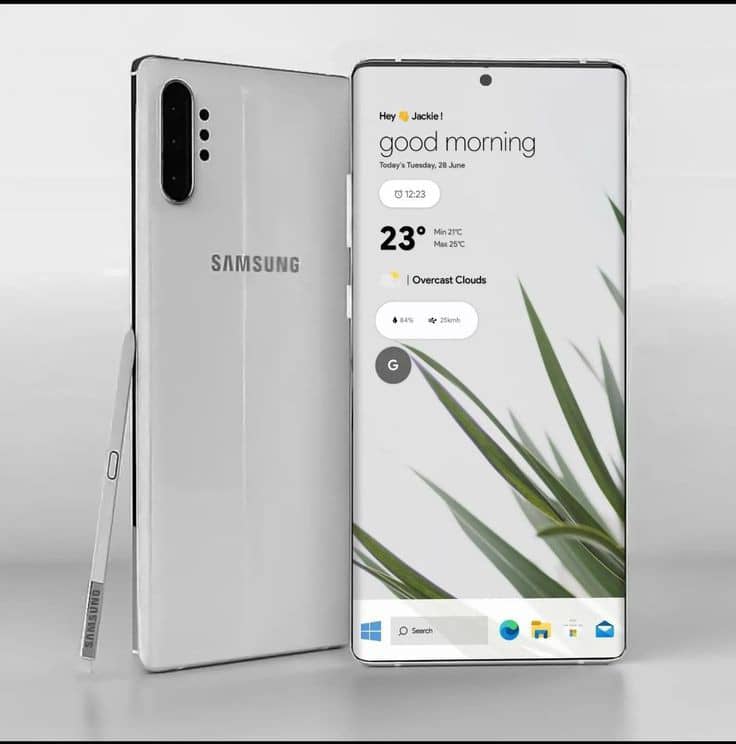 SAMSUNG
SAMSUNG
Hey 👋 Jackie !
good morning
Today's Tuesday, 28 June
12:23
23°
Min 21°C
Max 25°C
| Overcast Clouds
84%
25kmh
G
Search